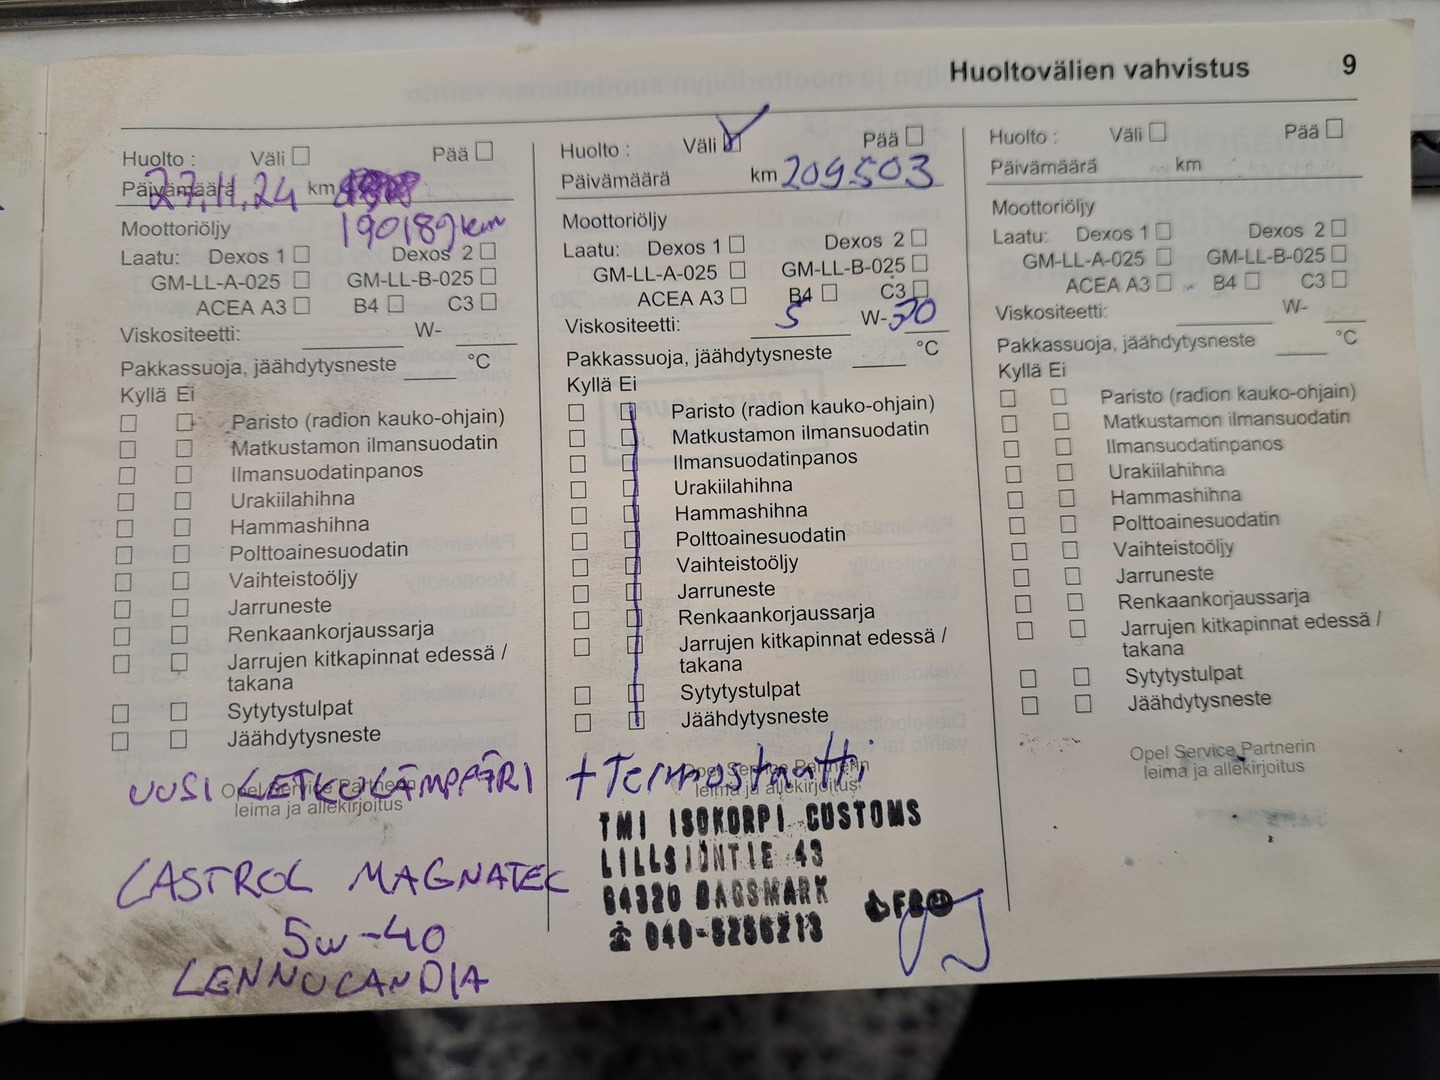 Huoltovälien vahvistus 9
Huolto : Väli Pää
Päivämäärä 27.11.24 km
190189 km
Moottoriöljy
Laatu: Dexos 1 Dexos 2
GM-LL-A-025 GM-LL-B-025
ACEA A3 B4 C3
Viskositeetti: W-
Pakkassuoja, jäähdytysneste °C
Kyllä Ei
Paristo (radion kauko-ohjain)
Matkustamon ilmansuodatin
Ilmansuodatinpanos
Urakiilahihna
Hammashihna
Polttoainesuodatin
Vaihteistoöljy
Jarruneste
Renkaankorjaussarja
Jarrujen kitkapinnat edessä /
takana
Sytytystulpat
Jäähdytysneste
UUSI LETKULÄMPPÄRI
Opel Service Partnerin
leima ja allekirjoitus
CASTROL MAGNATEC
5W-40
Huolto : Väli Pää
Päivämäärä km 209503
Moottoriöljy
Laatu: Dexos 1 Dexos 2
GM-LL-A-025 GM-LL-B-025
ACEA A3 B4 C3
Viskositeetti: 5 W-30
Pakkassuoja, jäähdytysneste °C
Kyllä Ei
Paristo (radion kauko-ohjain)
Matkustamon ilmansuodatin
Ilmansuodatinpanos
Urakiilahihna
Hammashihna
Polttoainesuodatin
Vaihteistoöljy
Jarruneste
Renkaankorjaussarja
Jarrujen kitkapinnat edessä /
takana
Sytytystulpat
Jäähdytysneste
+Termostaatti
Opel Service Partnerin
leima ja allekirjoitus
TMI ISOKORPI CUSTOMS
LILLSJÖNTIE 43
64320 DAGSMARK
Huolto : Väli Pää
Päivämäärä km
Moottoriöljy
Laatu: Dexos 1 Dexos 2
GM-LL-A-025 GM-LL-B-025
ACEA A3 B4 C3
Viskositeetti: W-
Pakkassuoja, jäähdytysneste °C
Kyllä Ei
Paristo (radion kauko-ohjain)
Matkustamon ilmansuodatin
Ilmansuodatinpanos
Urakiilahihna
Hammashihna
Polttoainesuodatin
Vaihteistoöljy
Jarruneste
Renkaankorjaussarja
Jarrujen kitkapinnat edessä /
takana
Sytytystulpat
Jäähdytysneste
Opel Service Partnerin
leima ja allekirjoitus